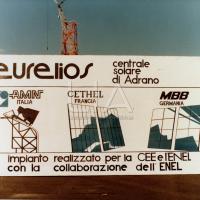 eurelios
centrale
solare
di Adrano
ITALIA
CETHEL
FRANCIA
MBB
GERMANIA
impianto realizzato per la CEE e l'ENEL
con la collaborazione dell'ENEL